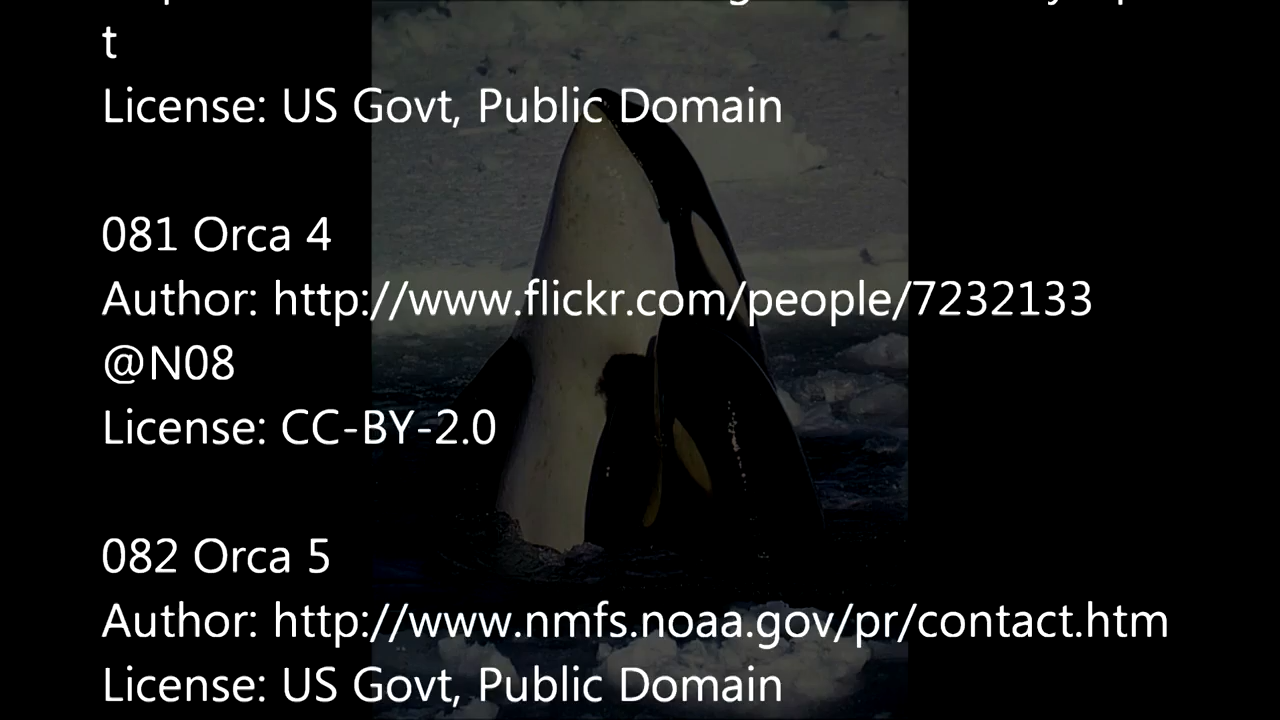 t
License: US Govt, Public Domain
081 Orca 4
Author: http://www.flickr.com/people/7232133
@N08
License: CC-BY-2.0
082 Orca 5
Author: http://www.nmfs.noaa.gov/pr/contact.htm
License: US Govt, Public Domain